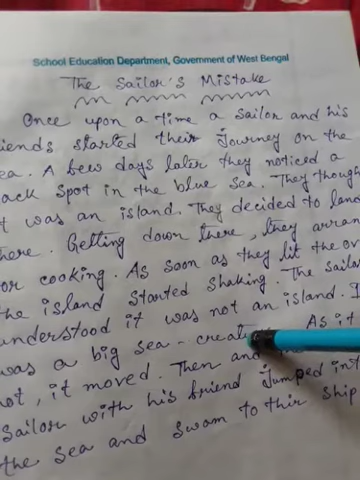 School Education Department, Government of West Bengal
The Sailor's Mistake
Once upon a time a Sailor and his
iends started their Journey on the
ea. A few days later they noticed a
ack spot in the blue Sea. They though
t was an island. They decided to land
here. Getting down there, they arran
or cooking. As soon as they lit the ov
the island started shaking. The Sailor
understood it was not an island. I
was a big sea-creat As it
ot, it moved. Then and
Sailor with his friend Jumped int
the sea and swam to thir ship